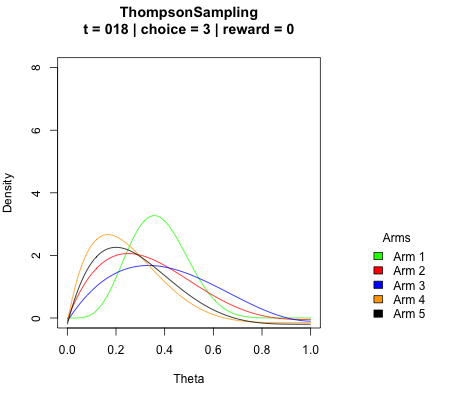 ThompsonSampling
t = 018 | choice = 3 | reward = 0
8
6
4
2
0
Density
0.0 0.2 0.4 0.6 0.8 1.0
Theta
Arms
Arm 1
Arm 2
Arm 3
Arm 4
Arm 5